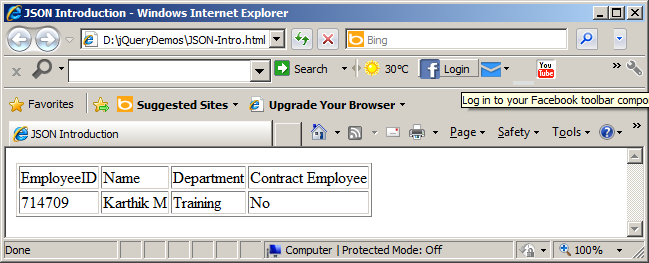 JSON Introduction - Windows Internet Explorer
D:\jQueryDemos\JSON-Intro.html
Bing
x
Search
30°C
Login
You Tube
Log in to your Facebook toolbar compo
Favorites
Suggested Sites
Upgrade Your Browser
JSON Introduction
Page
Safety
Tools
EmployeeID Name Department Contract Employee
714709 Karthik M Training No
Done
Computer | Protected Mode: Off
100%